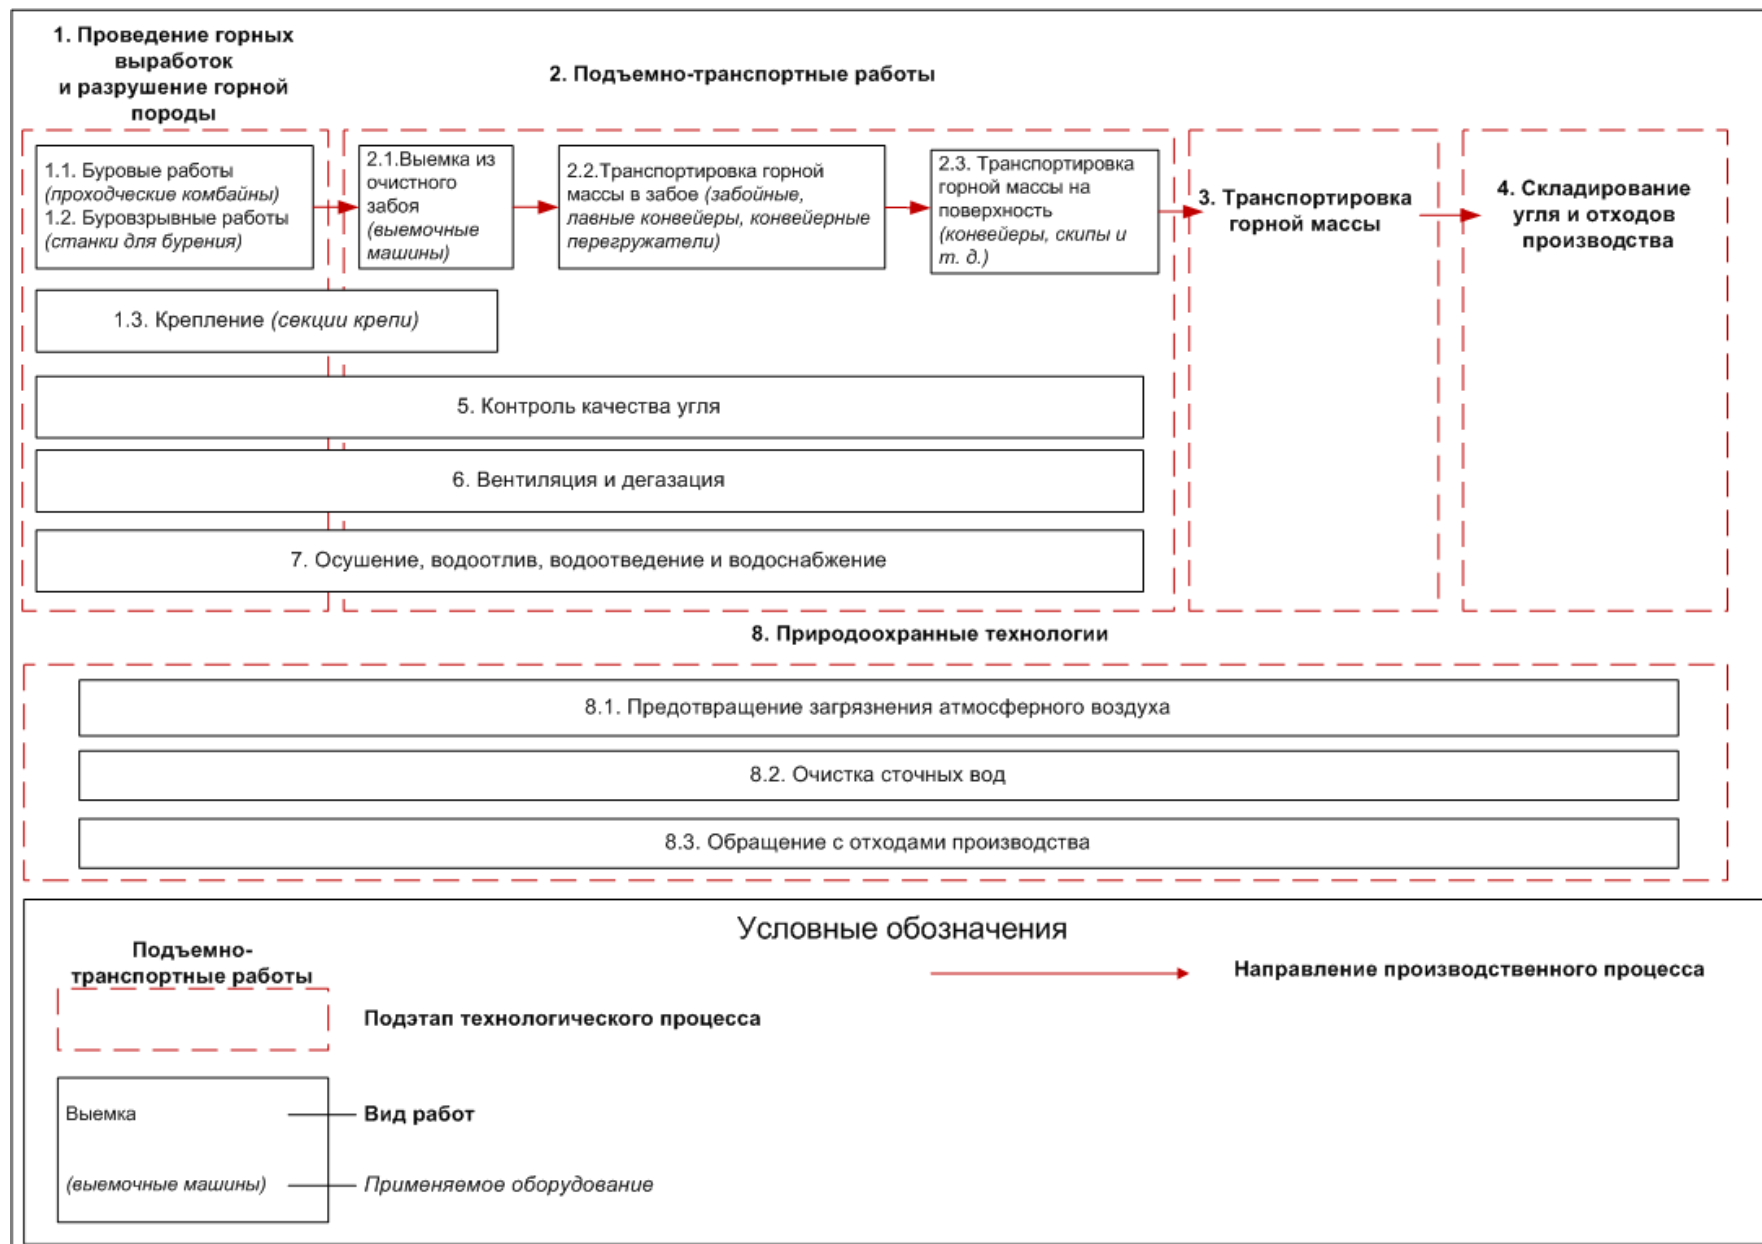 1. Проведение горных
выработок
и разрушение горной
породы
2. Подъемно-транспортные работы
1.1. Буровые работы
(проходческие комбайны)
1.2. Буровзрывные работы
(станки для бурения)
2.1.Выемка из
очистного
забоя
(выемочные
машины)
2.2.Транспортировка горной
массы в забое (забойные,
лавные конвейеры, конвейерные
перегружатели)
2.3. Транспортировка
горной массы на
поверхность
(конвейеры, скипы и
т. д.)
3. Транспортировка
горной массы
4. Складирование
угля и отходов
производства
1.3. Крепление (секции крепи)
5. Контроль качества угля
6. Вентиляция и дегазация
7. Осушение, водоотлив, водоотведение и водоснабжение
8. Природоохранные технологии
8.1. Предотвращение загрязнения атмосферного воздуха
8.2. Очистка сточных вод
8.3. Обращение с отходами производства
Условные обозначения
Подъемно-
транспортные работы
Направление производственного процесса
Подэтап технологического процесса
Выемка
Вид работ
(выемочные машины)
Применяемое оборудование